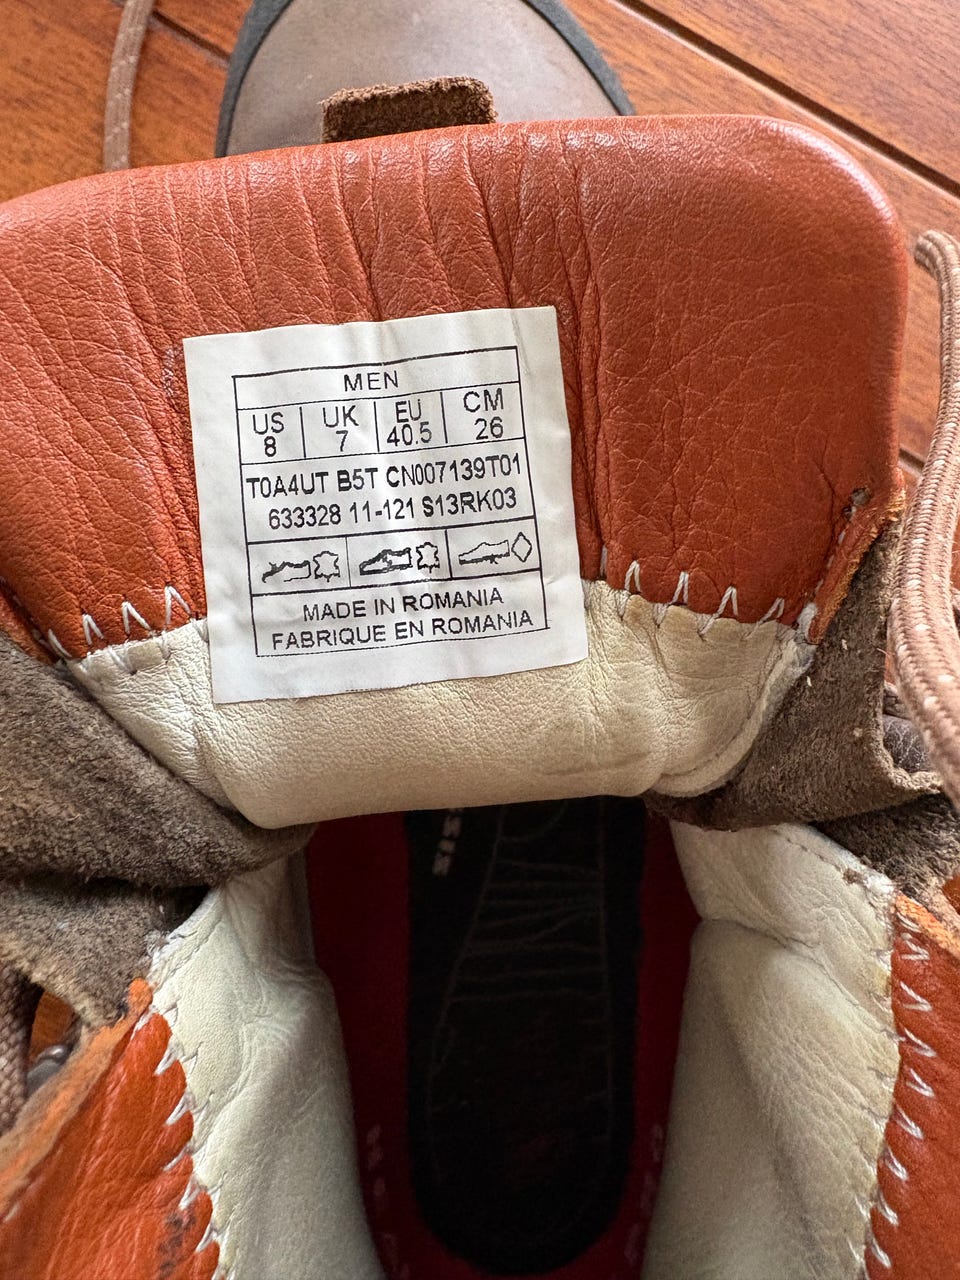 MEN
US UK EU CM
8 7 40.5 26
T0A4UT B5T CN007139T01
633328 11-121 S13RK03
MADE IN ROMANIA
FABRIQUE EN ROMANIA